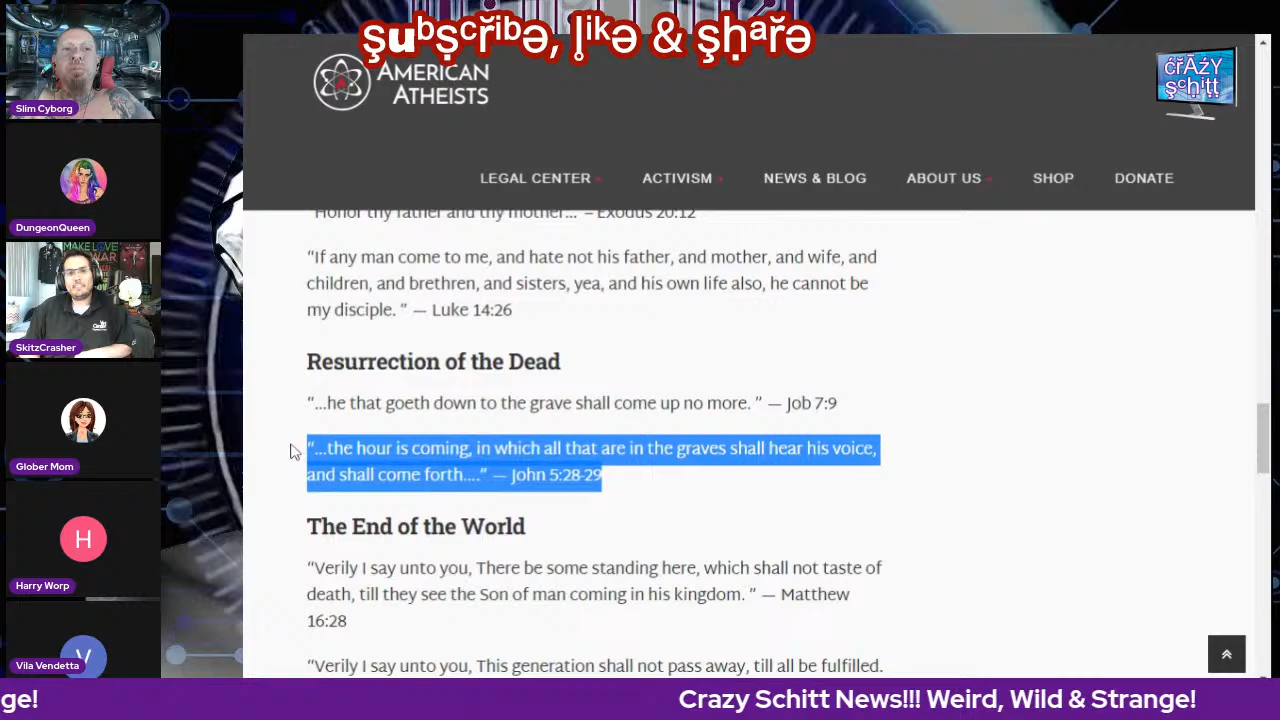 şubşcřibə, ļikə & şḥařə
AMERICAN
ATHEISTS
ćřÃźY
şchiṭṭ
LEGAL CENTER
ACTIVISM
NEWS & BLOG
ABOUT US
SHOP
DONATE
Slim Cyborg
DungeonQueen
MAKE LOVE
WAR
SkitzCrasher
Glober Mom
H
Harry Worp
V
Vila Vendetta
“Honor thy father and thy mother…” – Exodus 20:12
“If any man come to me, and hate not his father, and mother, and wife, and
children, and brethren, and sisters, yea, and his own life also, he cannot be
my disciple. ” — Luke 14:26
Resurrection of the Dead
“…he that goeth down to the grave shall come up no more. ” — Job 7:9
“…the hour is coming, in which all that are in the graves shall hear his voice,
and shall come forth….” — John 5:28-29
The End of the World
“Verily I say unto you, There be some standing here, which shall not taste of
death, till they see the Son of man coming in his kingdom. ” — Matthew
16:28
“Verily I say unto you, This generation shall not pass away, till all be fulfilled.
ge!
Crazy Schitt News!!! Weird, Wild & Strange!